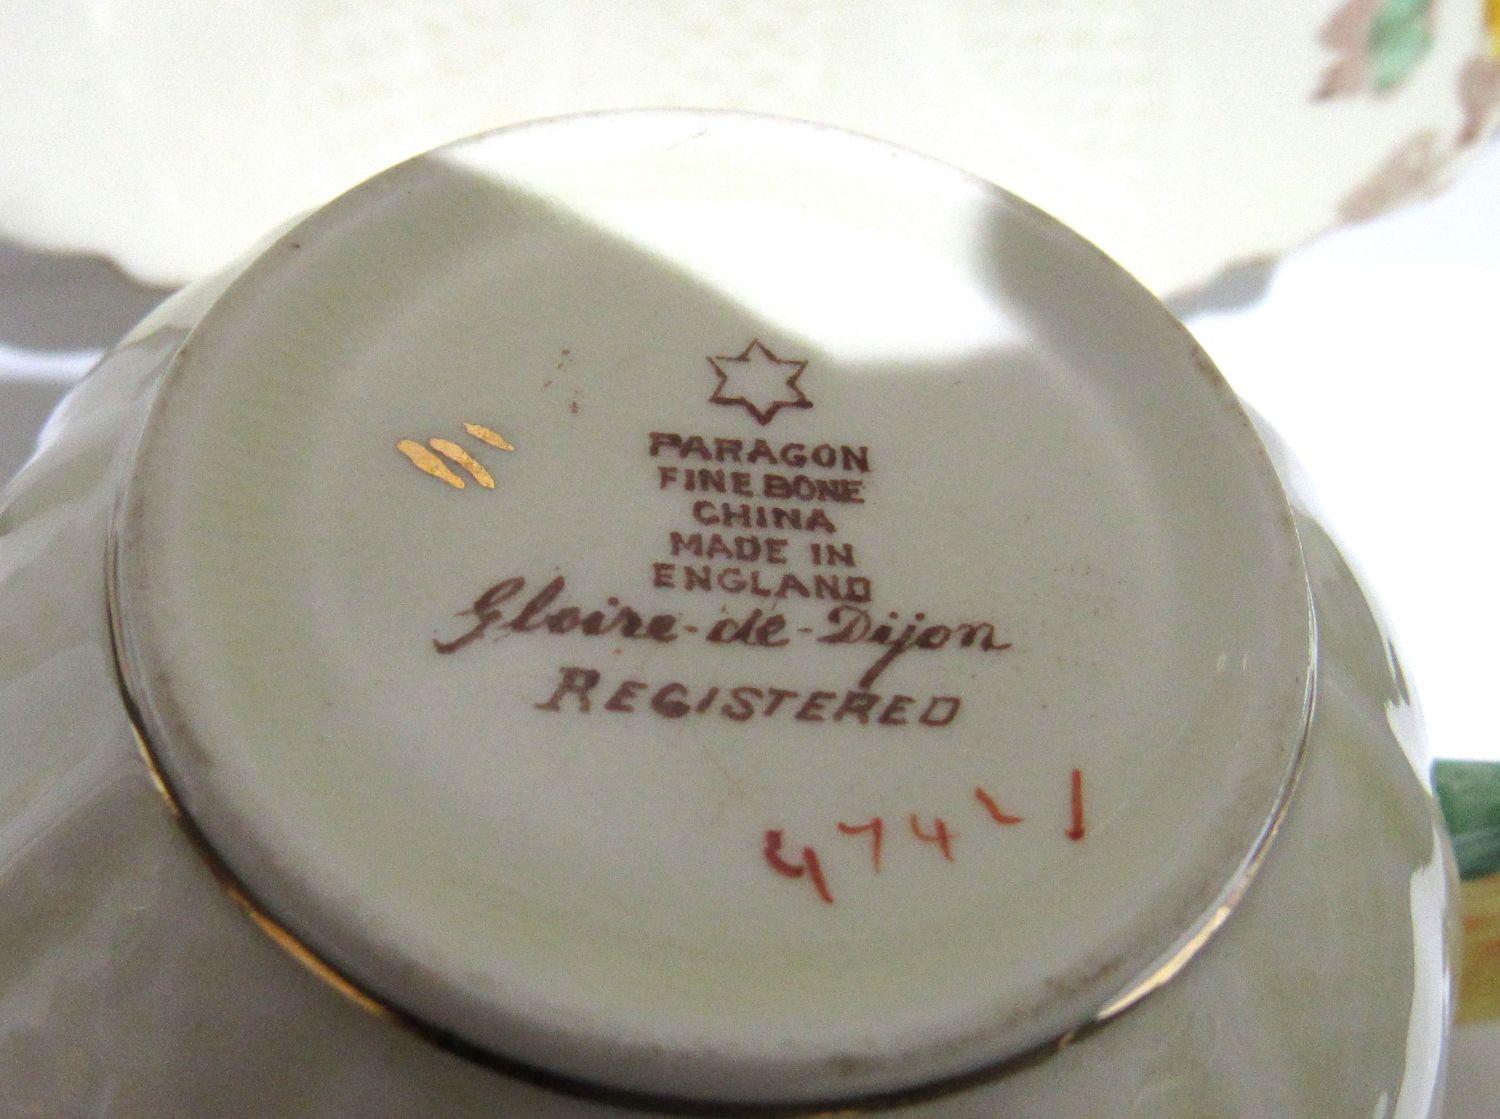 PARAGON
FINE BONE
CHINA
MADE IN
ENGLAND
Gloire-de-Dijon
REGISTERED